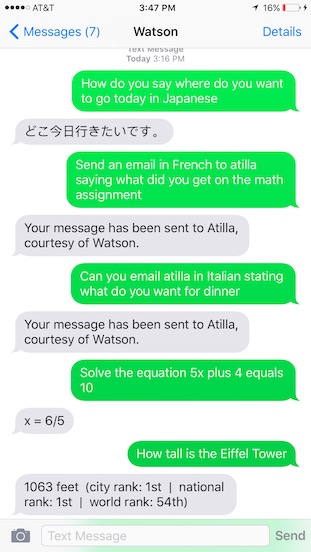 AT&T 3:47 PM 16%
Messages (7) Watson Details
Text Message
Today 3:16 PM
How do you say where do you want
to go today in Japanese
どこ今日行きたいです。
Send an email in French to atilla
saying what did you get on the math
assignment
Your message has been sent to Atilla,
courtesy of Watson.
Can you email atilla in Italian stating
what do you want for dinner
Your message has been sent to Atilla,
courtesy of Watson.
Solve the equation 5x plus 4 equals
10
x = 6/5
How tall is the Eiffel Tower
1063 feet (city rank: 1st | national
rank: 1st | world rank: 54th)
Text Message Send